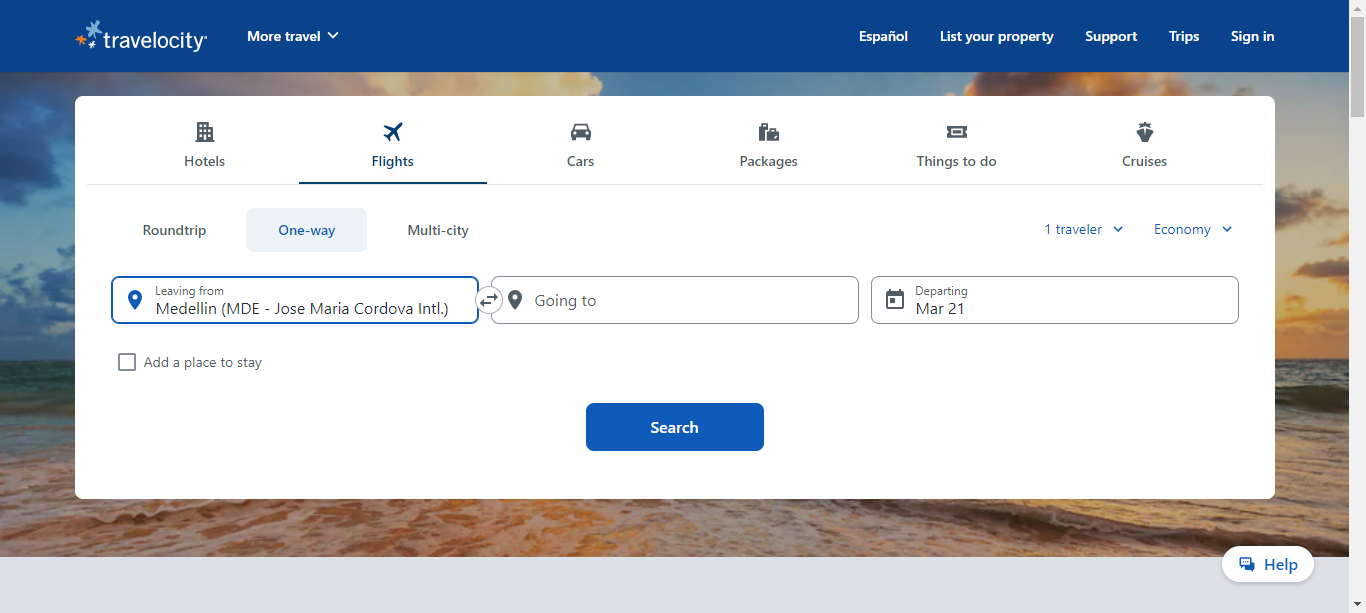 travelocity
More travel
Español
List your property
Support
Trips
Sign in
Hotels
Flights
Cars
Packages
Things to do
Cruises
Roundtrip
One-way
Multi-city
1 traveler
Economy
Leaving from
Medellin (MDE - Jose Maria Cordova Intl.)
Going to
Departing
Mar 21
Add a place to stay
Search
Help